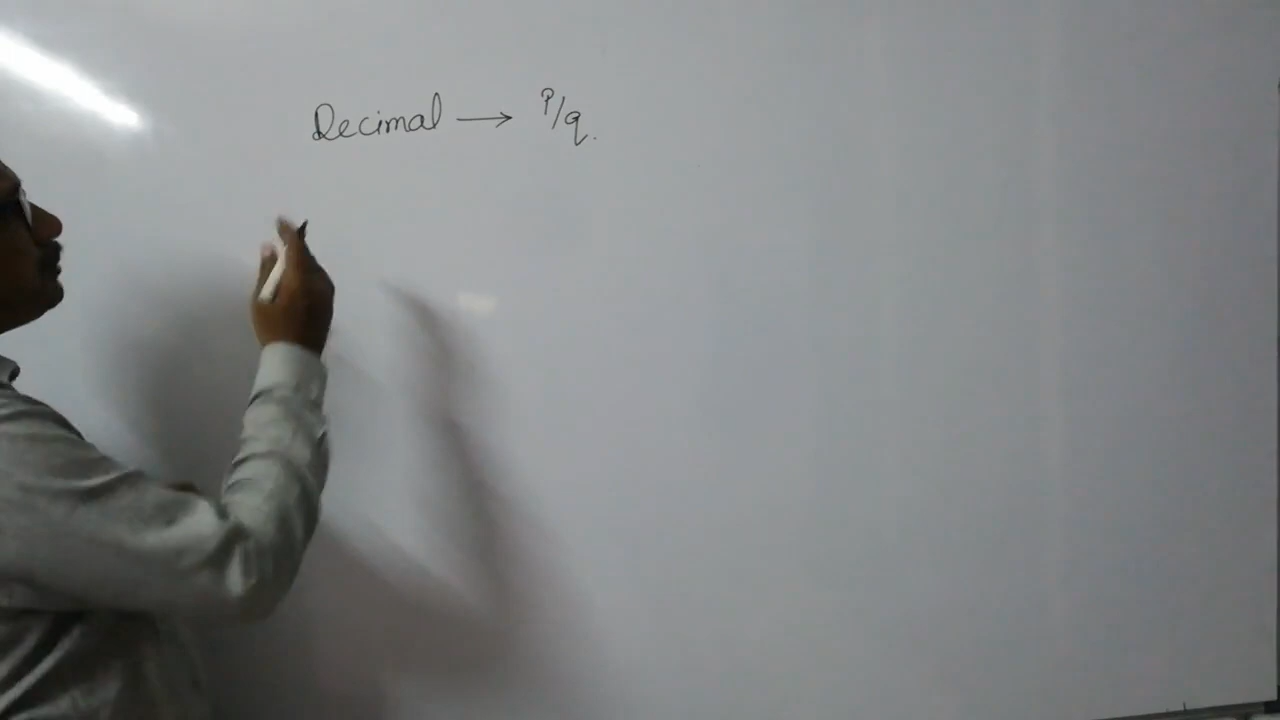 Decimal → P/q.